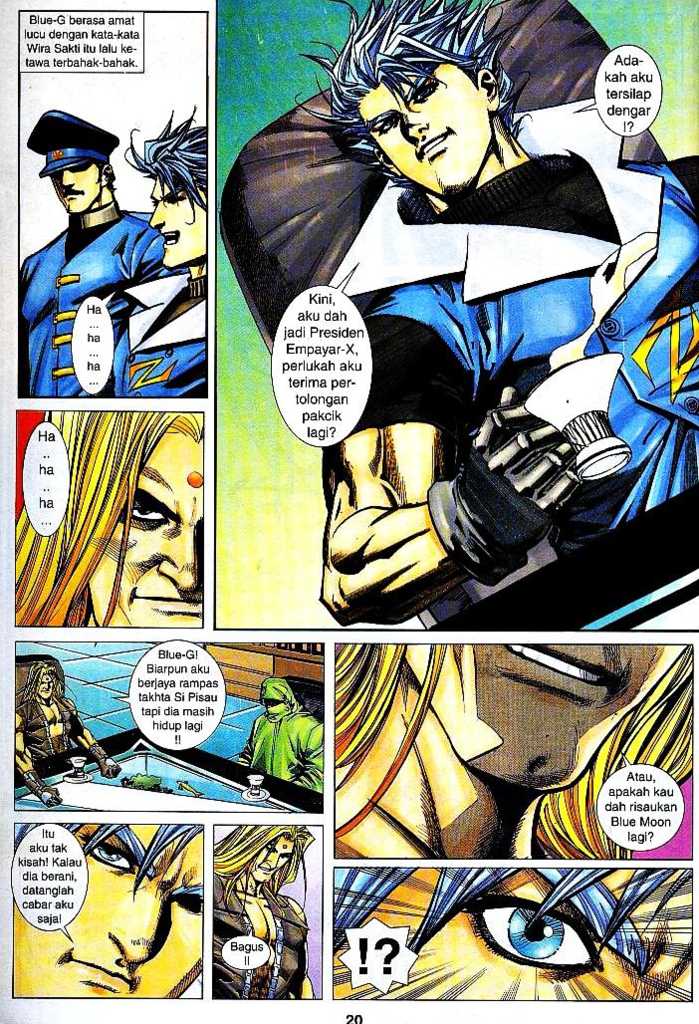 Blue-G berasa amat
lucu dengan kata-kata
Wira Sakti itu lalu ke-
tawa terbahak-bahak.
Ha
...
ha
...
ha
...
Ada-
kah aku
tersilap
dengar
!?
Kini,
aku dah
jadi Presiden
Empayar-X,
perlukah aku
terima per-
tolongan
pakcik
lagi?
Ha
..
ha
..
ha
...
Blue-G!
Biarpun aku
berjaya rampas
takhta Si Pisau
tapi dia masih
hidup lagi
!!
Atau,
apakah kau
dah risaukan
Blue Moon
lagi?
Itu
aku tak
kisah! Kalau
dia berani,
datanglah
cabar aku
saja!
Bagus
!!
!?
20